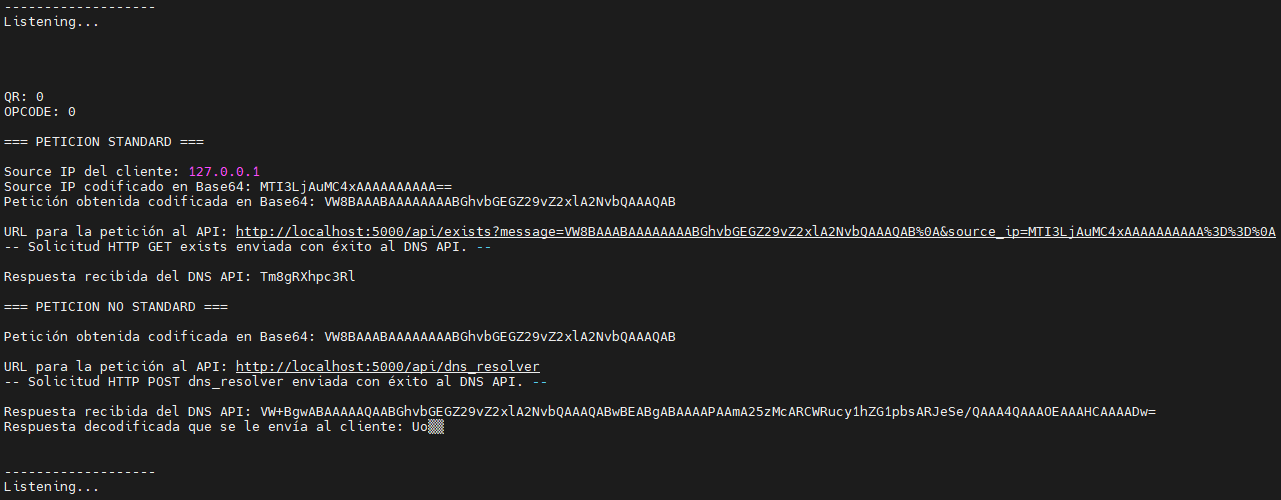 -------------------
Listening...
QR: 0
OPCODE: 0
=== PETICION STANDARD ===
Source IP del cliente: 127.0.0.1
Source IP codificado en Base64: MTI3LjAuMC4xAAAAAAAAAA==
Petición obtenida codificada en Base64: VW8BAAABAAAAAAAABGhvbGEGZ29vZ2xlA2NvbQAAAQAB
URL para la petición al API: http://localhost:5000/api/exists?message=VW8BAAABAAAAAAAABGhvbGEGZ29vZ2xlA2NvbQAAAQAB%0A&source_ip=MTI3LjAuMC4xAAAAAAAAAA%3D%3D%0A
-- Solicitud HTTP GET exists enviada con éxito al DNS API. --
Respuesta recibida del DNS API: Tm8gRXhpc3Rl
=== PETICION NO STANDARD ===
Petición obtenida codificada en Base64: VW8BAAABAAAAAAAABGhvbGEGZ29vZ2xlA2NvbQAAAQAB
URL para la petición al API: http://localhost:5000/api/dns_resolver
-- Solicitud HTTP POST dns_resolver enviada con éxito al DNS API. --
Respuesta recibida del DNS API: VW+BgwABAAAAAQAABGhvbGEGZ29vZ2xlA2NvbQAAAQABwBEABgABAAAAPAAmA25zMcARCWRucy1hZG1pbsARJeSe/QAAA4QAAAOEAAAHCAAAADw=
Respuesta decodificada que se le envía al cliente: Uo▒▒
-------------------
Listening...